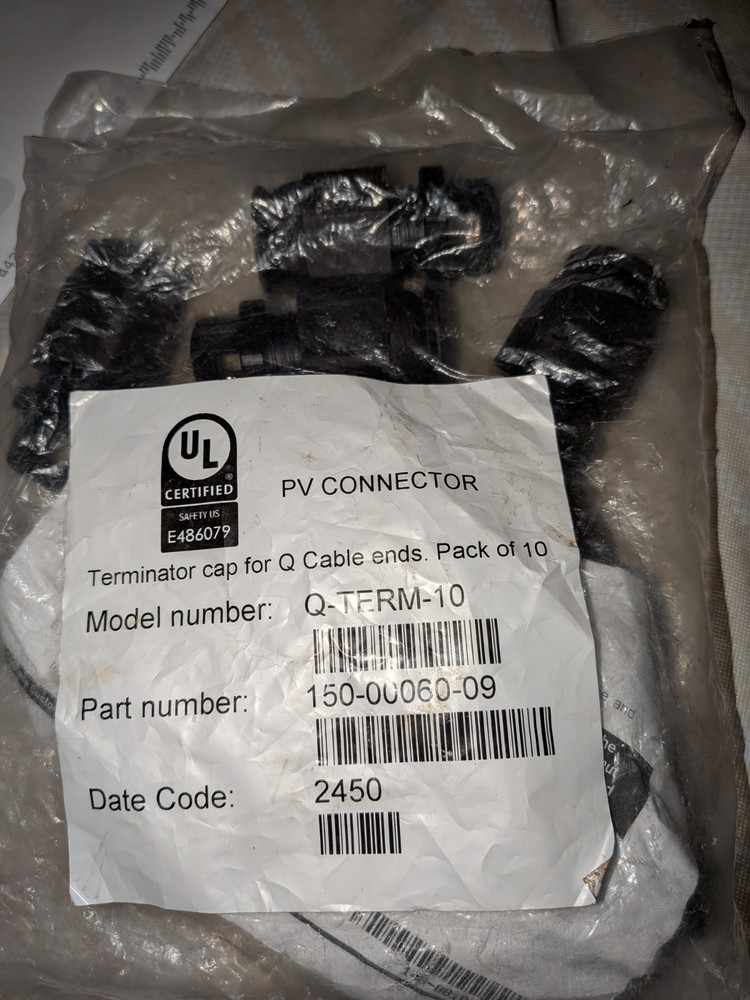 UL
®
CERTIFIED
SAFETY US
E486079
PV CONNECTOR
Terminator cap for Q Cable ends. Pack of 10
Model number: Q-TERM-10
Part number: 150-00060-09
Date Code: 2450
and